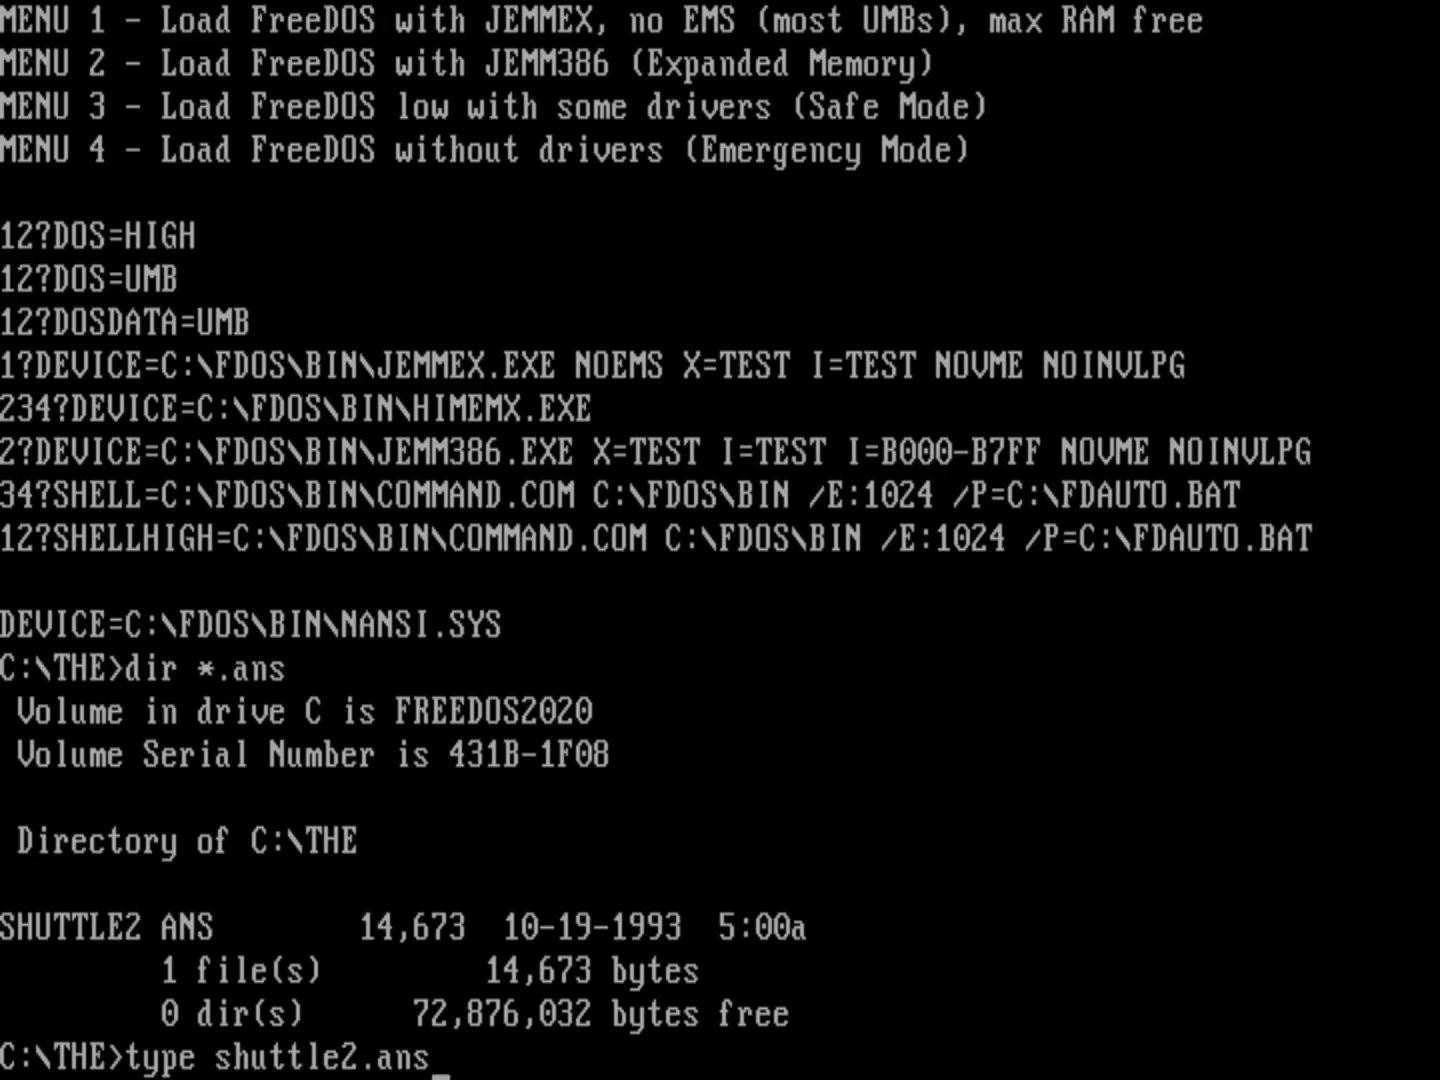 MENU 1 - Load FreeDOS with JEMMEX, no EMS (most UMBs), max RAM free
MENU 2 - Load FreeDOS with JEMM386 (Expanded Memory)
MENU 3 - Load FreeDOS low with some drivers (Safe Mode)
MENU 4 - Load FreeDOS without drivers (Emergency Mode)
12?DOS=HIGH
12?DOS=UMB
12?DOSDATA=UMB
1?DEVICE=C:\FDOS\BIN\JEMMEX.EXE NOEMS X=TEST I=TEST NOVME NOINVLPG
234?DEVICE=C:\FDOS\BIN\HIMEMX.EXE
2?DEVICE=C:\FDOS\BIN\JEMM386.EXE X=TEST I=TEST I=B000-B7FF NOVME NOINVLPG
34?SHELL=C:\FDOS\BIN\COMMAND.COM C:\FDOS\BIN /E:1024 /P=C:\FDAUTO.BAT
12?SHELLHIGH=C:\FDOS\BIN\COMMAND.COM C:\FDOS\BIN /E:1024 /P=C:\FDAUTO.BAT
DEVICE=C:\FDOS\BIN\NANSI.SYS
C:\THE>dir *.ans
 Volume in drive C is FREEDOS2020
 Volume Serial Number is 431B-1F08
 Directory of C:\THE
SHUTTLE2 ANS        14,673  10-19-1993  5:00a
         1 file(s)         14,673 bytes
         0 dir(s)      72,876,032 bytes free
C:\THE>type shuttle2.ans_